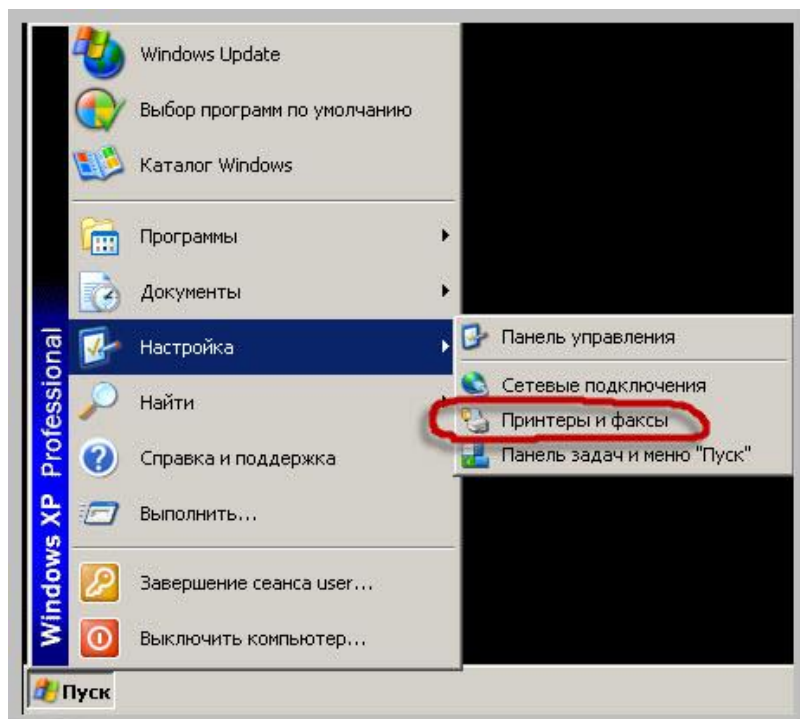 Windows Update
Выбор программ по умолчанию
Каталог Windows
Программы
Документы
Настройка
Найти
Справка и поддержка
Выполнить...
Завершение сеанса user...
Выключить компьютер...
Панель управления
Сетевые подключения
Принтеры и факсы
Панель задач и меню "Пуск"
Windows XP Professional
Пуск